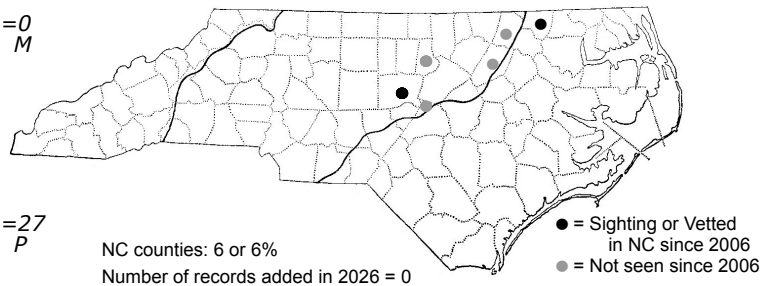 =0
M
=27
P
NC counties: 6 or 6%
Number of records added in 2026 = 0
= Sighting or Vetted
in NC since 2006
= Not seen since 2006